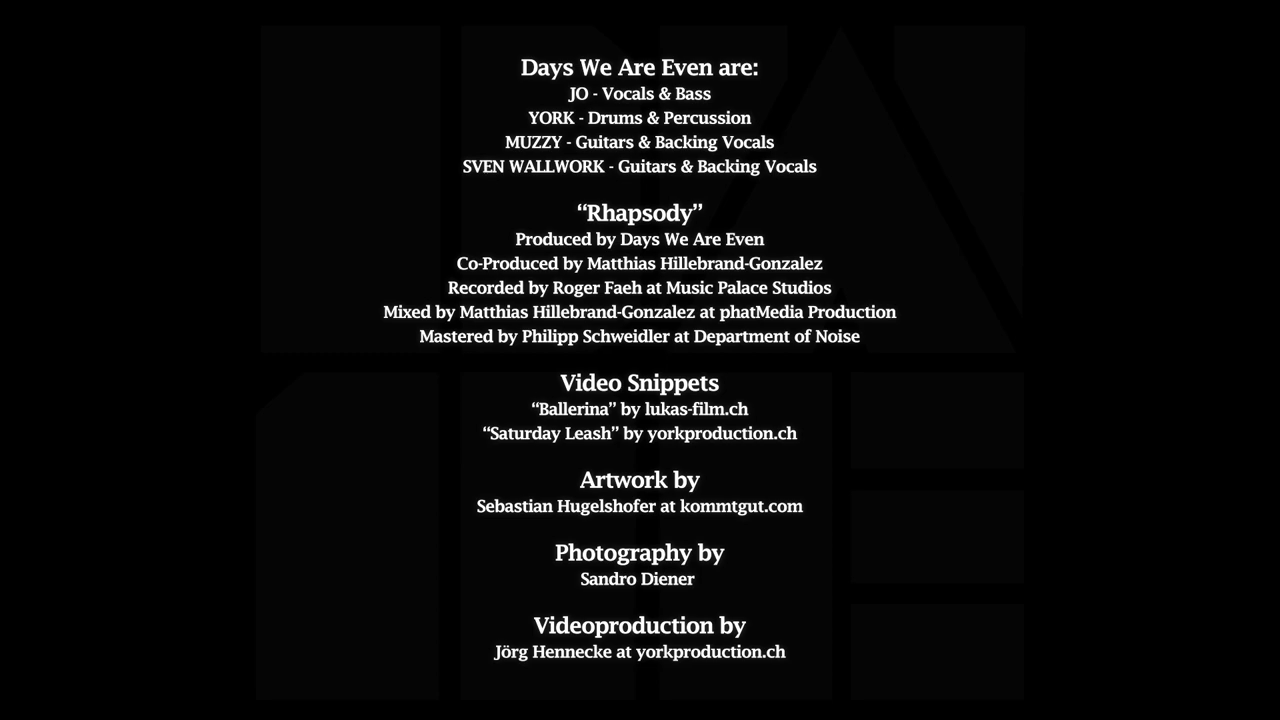 Days We Are Even are:
JO - Vocals & Bass
YORK - Drums & Percussion
MUZZY - Guitars & Backing Vocals
SVEN WALLWORK - Guitars & Backing Vocals
“Rhapsody”
Produced by Days We Are Even
Co-Produced by Matthias Hillebrand-Gonzalez
Recorded by Roger Faeh at Music Palace Studios
Mixed by Matthias Hillebrand-Gonzalez at phatMedia Production
Mastered by Philipp Schweidler at Department of Noise
Video Snippets
“Ballerina” by lukas-film.ch
“Saturday Leash” by yorkproduction.ch
Artwork by
Sebastian Hugelshofer at kommtgut.com
Photography by
Sandro Diener
Videoproduction by
Jörg Hennecke at yorkproduction.ch